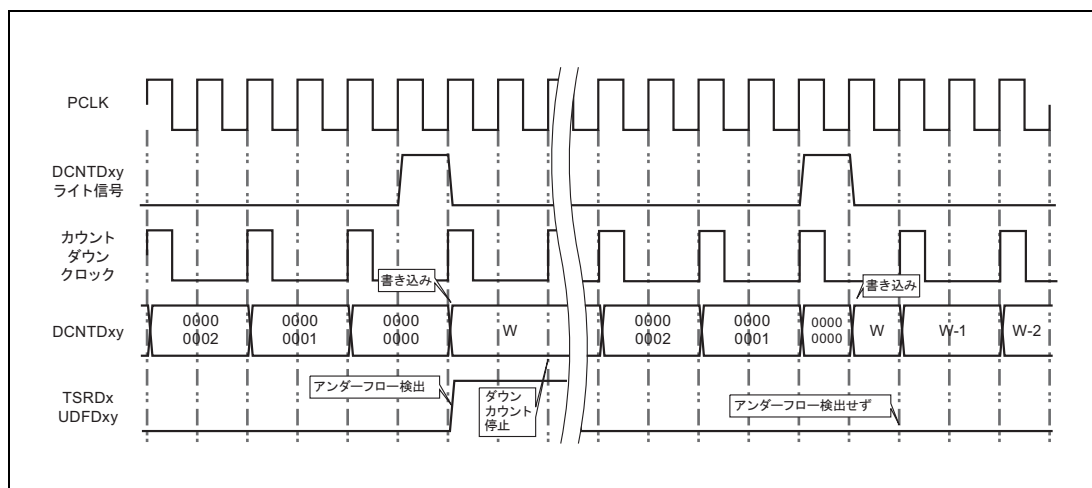 PCLK
DCNTDxy
ライト信号
カウント
ダウン
クロック
書き込み
書き込み
DCNTDxy
0000
0002
0000
0001
0000
0000
W
0000
0002
0000
0001
0000
0000
W
W-1
W-2
TSRDx
UDFDxy
アンダーフロー検出
ダウン
カウント
停止
アンダーフロー検出せず